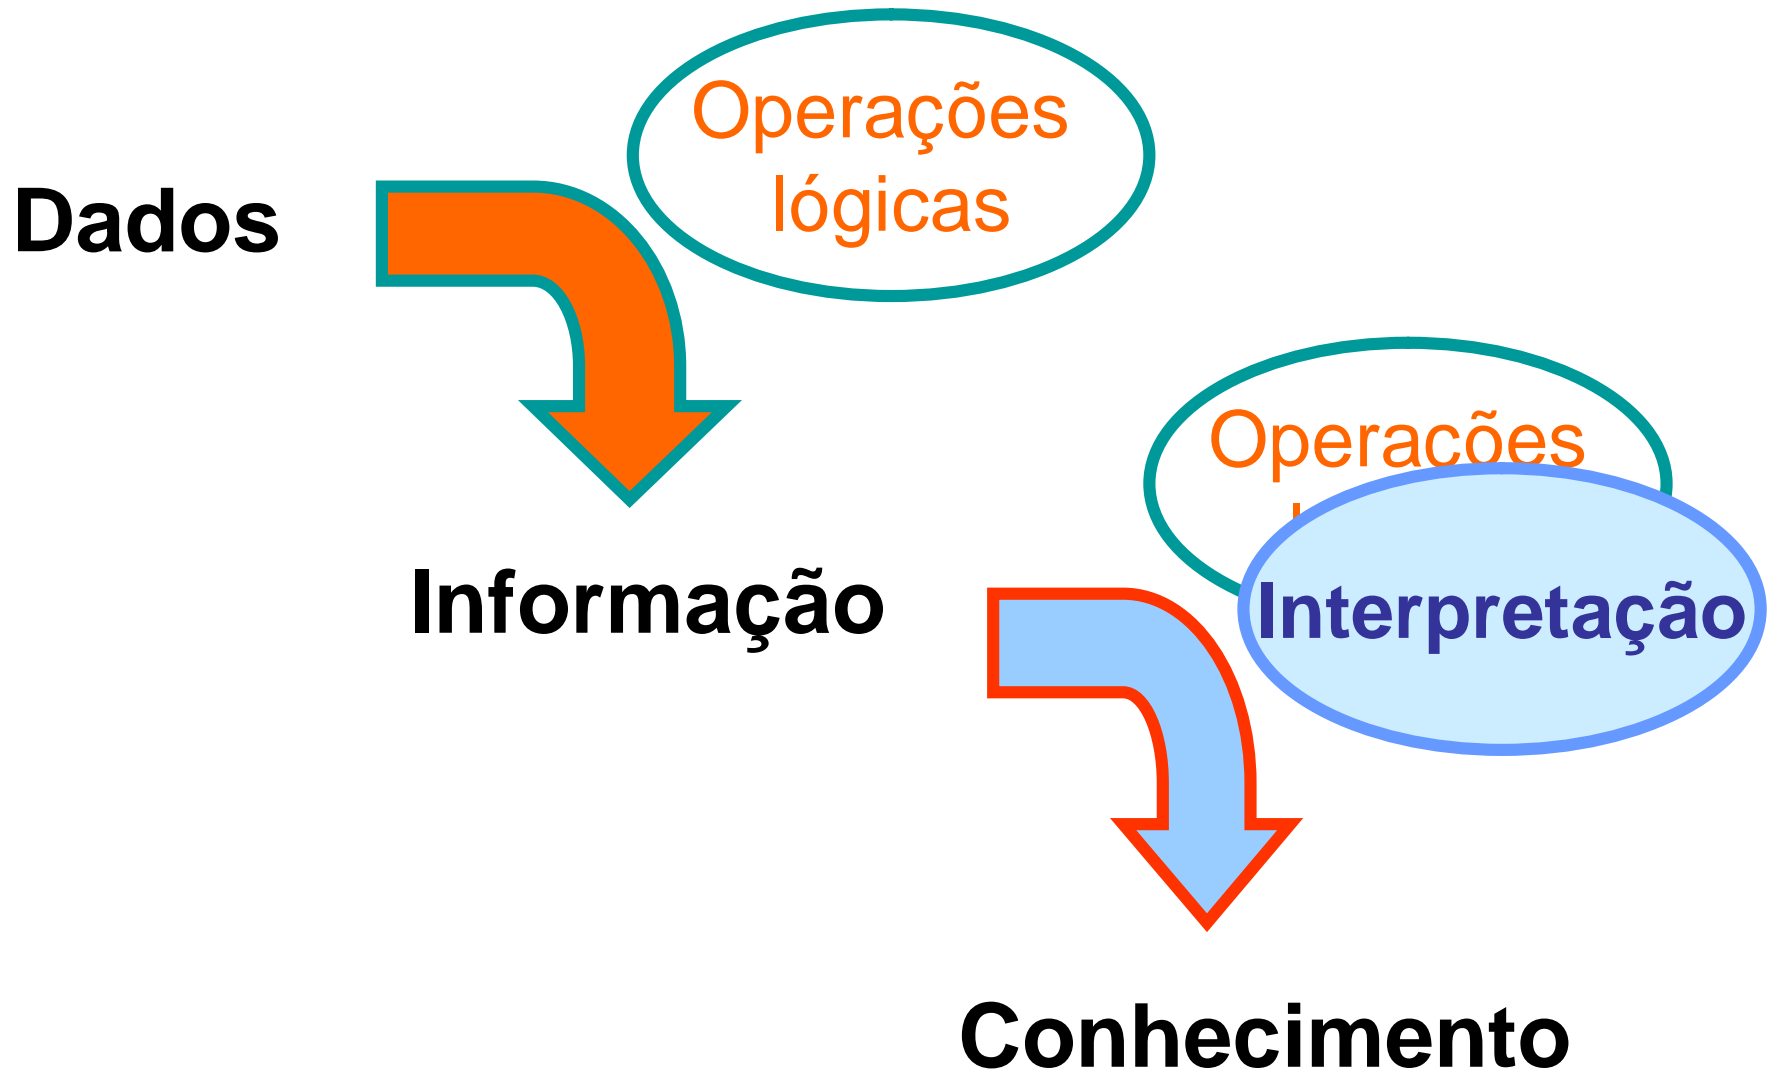 Operações
lógicas
Dados
Operações
Informação
Interpretação
Conhecimento